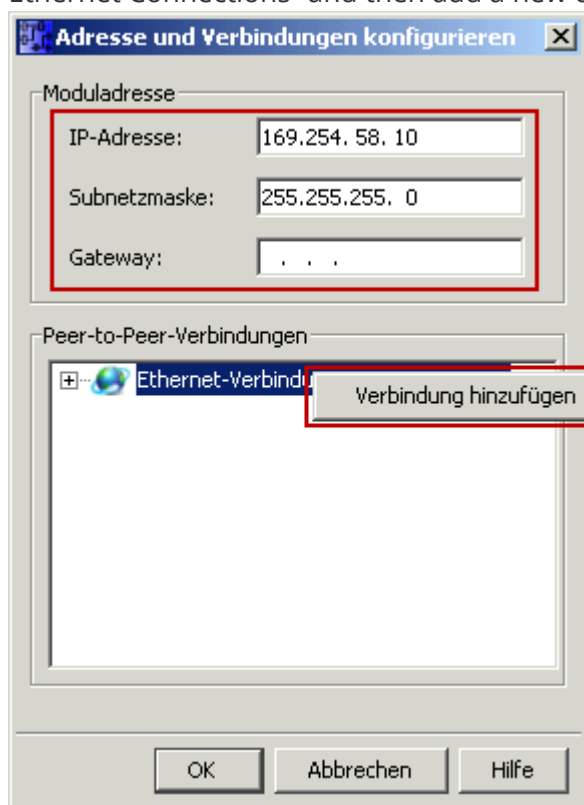 Ethernet Connections" and then add a new
Adresse und Verbindungen konfigurieren
Moduladresse
IP-Adresse: 169.254. 58. 10
Subnetzmaske: 255.255.255. 0
Gateway: . . .
Peer-to-Peer-Verbindungen
Ethernet-Verbindu
Verbindung hinzufügen
OK Abbrechen Hilfe